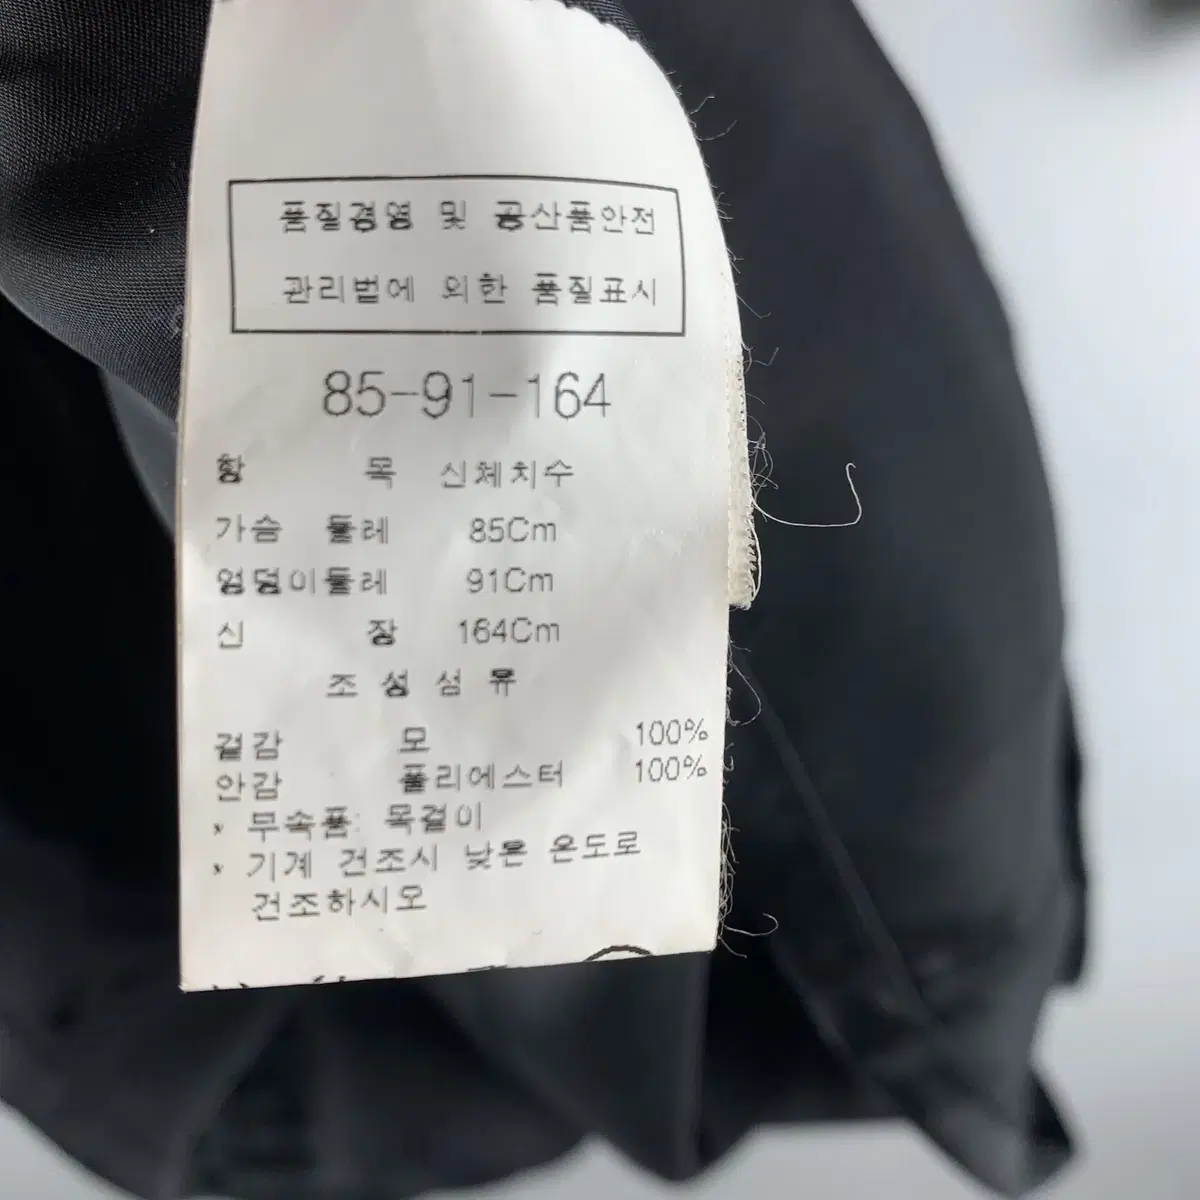 품질경영 및 공산품안전
관리법에 의한 품질표시
85-91-164
항 목 신체치수
가슴 둘레 85Cm
엉덩이둘레 91Cm
신 장 164Cm
조 성 섬 유
겉감 모 100%
안감 폴리에스터 100%
, 부속품: 목걸이
, 기계 건조시 낮은 온도로
건조하시오